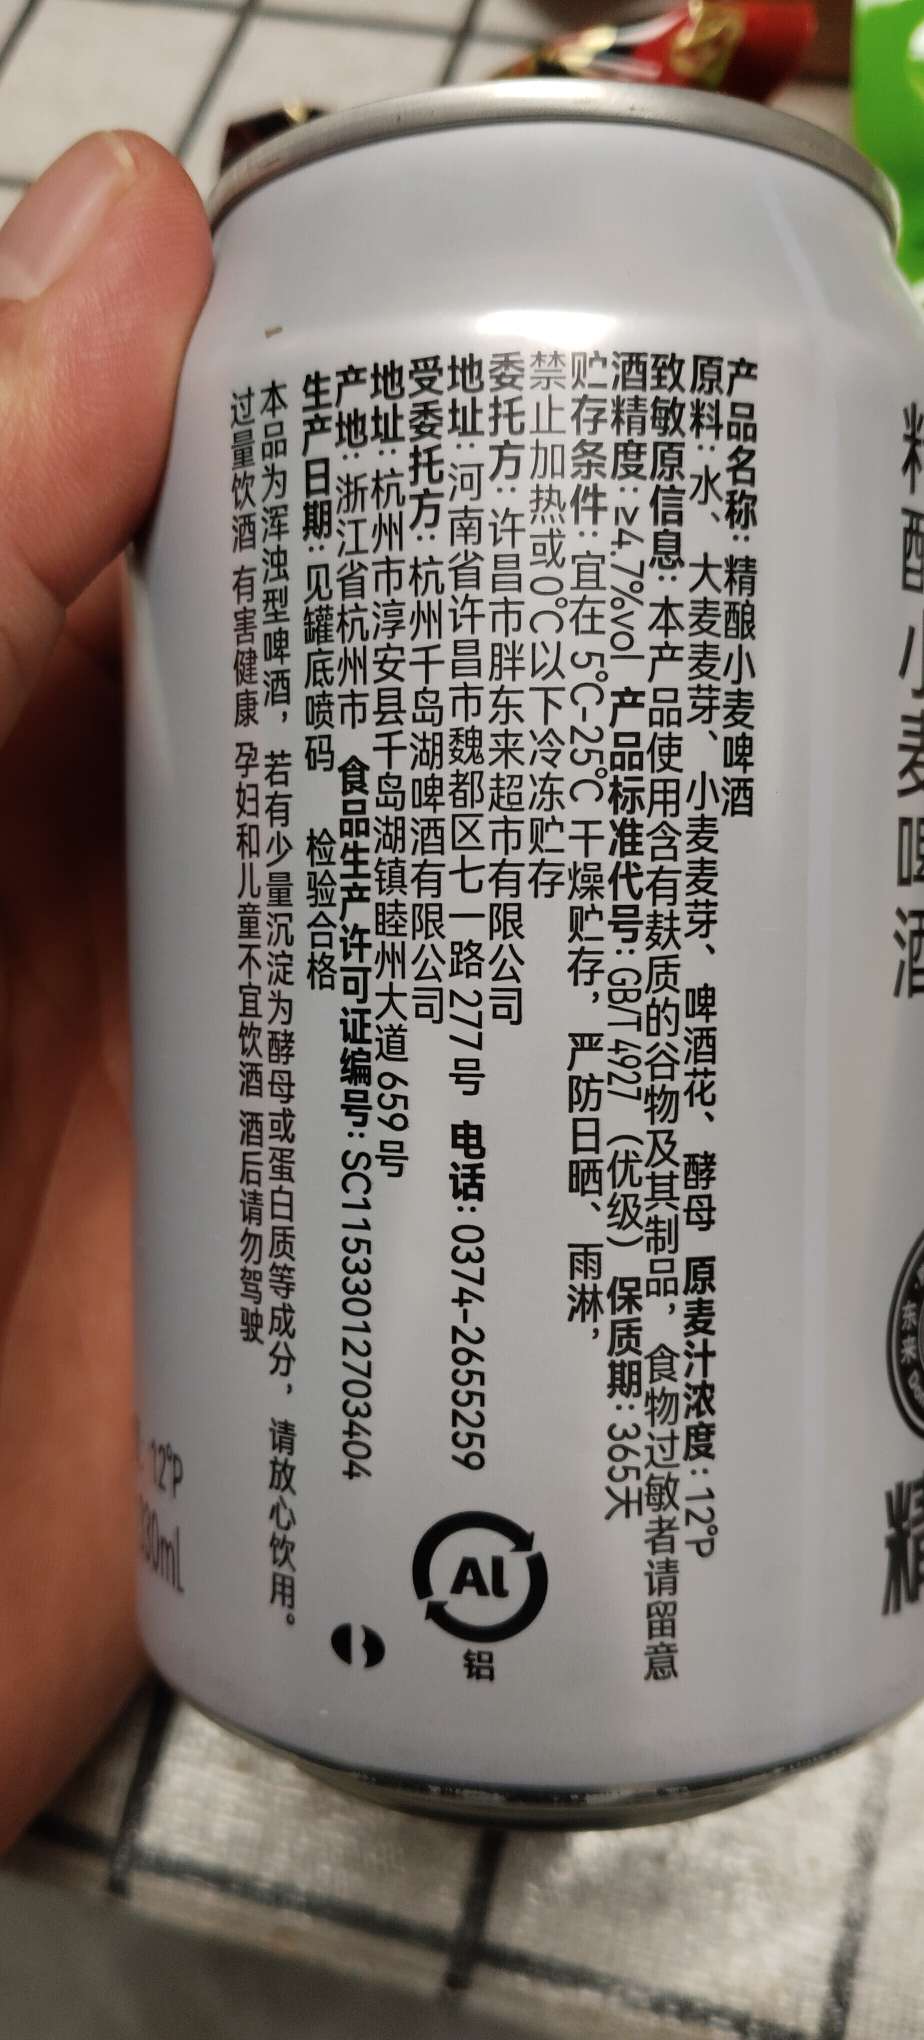 产品名称：精酿小麦啤酒
原料：水、大麦麦芽、小麦麦芽、啤酒花、酵母 原麦汁浓度：12°P
致敏原信息：本产品使用含有麸质的谷物及其制品，食物过敏者请留意
酒精度：≥4.7%vol 产品标准代号：GB/T 4927（优级） 保质期：365天
贮存条件：宜在 5℃-25℃ 干燥贮存，严防日晒、雨淋，
禁止加热或0℃以下冷冻贮存
委托方：许昌市胖东来超市有限公司
地址：河南省许昌市魏都区七一路277号 电话：0374-2655259
受委托方：杭州千岛湖啤酒有限公司
地址：杭州市淳安县千岛湖镇睦州大道659号
产地：浙江省杭州市 食品生产许可证编号：SC11533012703404
生产日期：见罐底喷码 检验合格
本品为浑浊型啤酒，若有少量沉淀为酵母或蛋白质等成分，请放心饮用。
过量饮酒 有害健康 孕妇和儿童不宜饮酒 酒后请勿驾驶
Al
铝
精酿小麦啤酒
东来
精
12°P
330ml